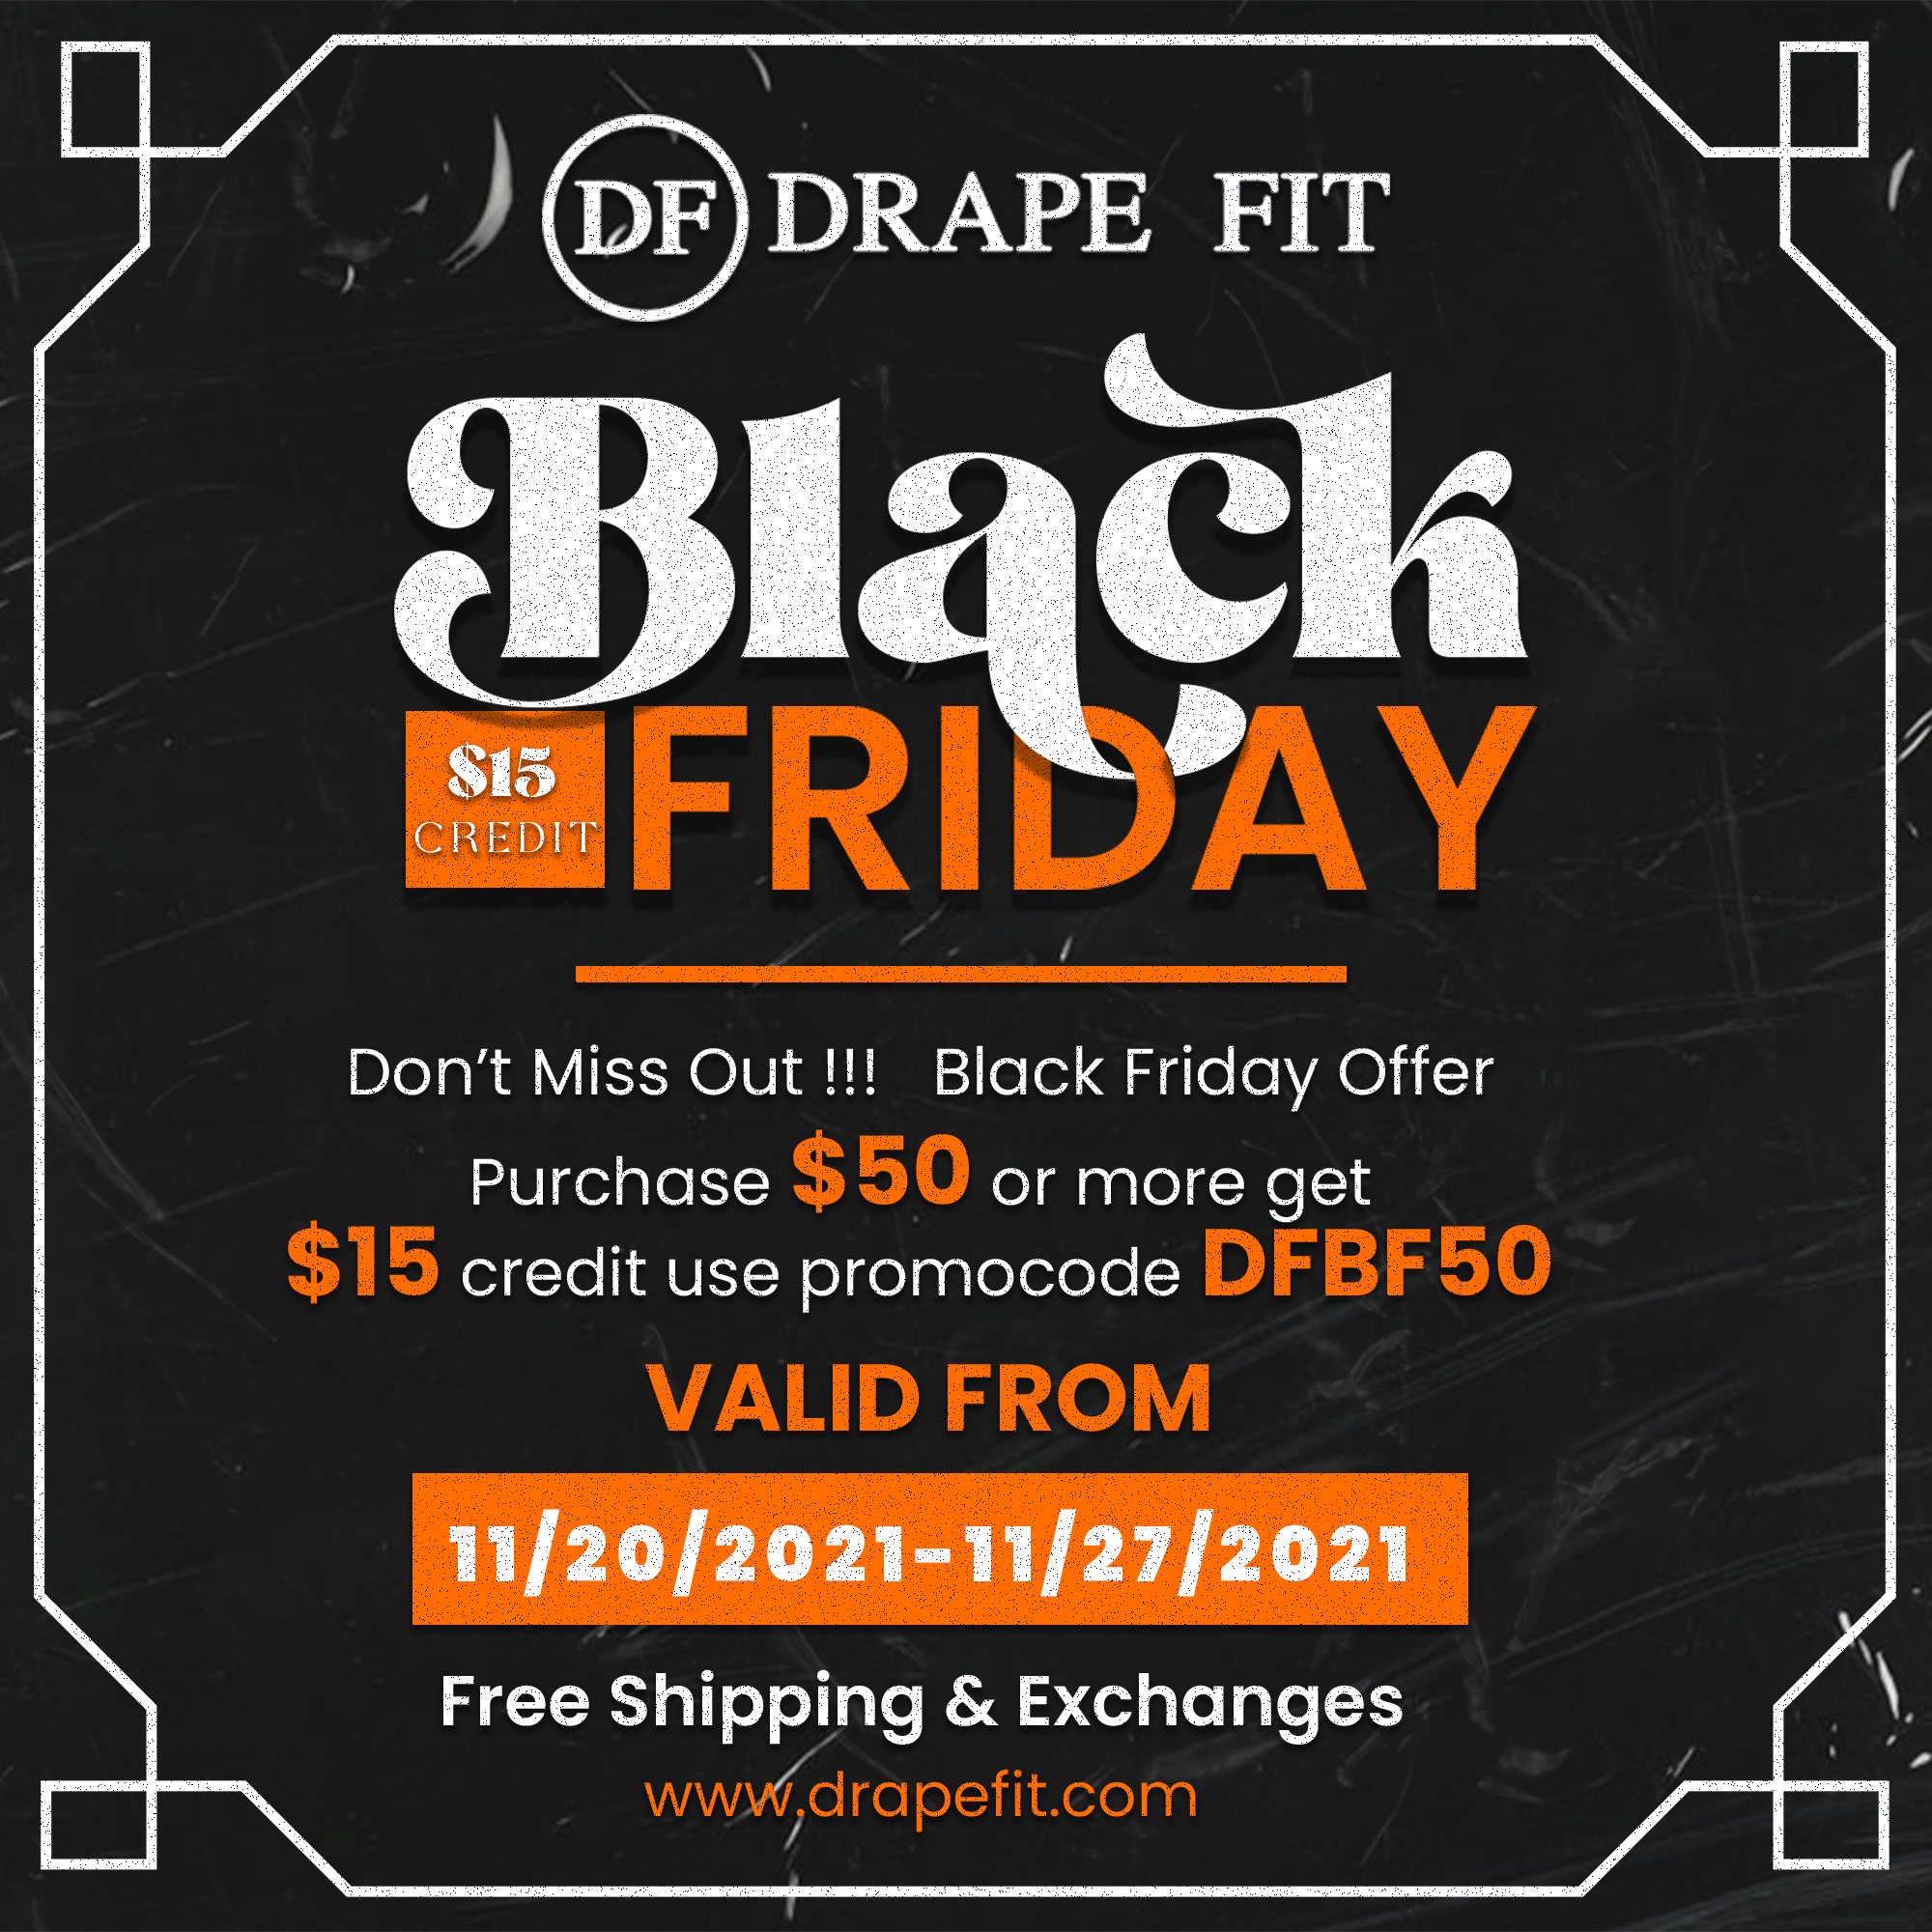 DF DRAPE FIT
Black
$15
CREDIT
FRIDAY
Don't Miss Out !!! Black Friday Offer
Purchase $50 or more get
$15 credit use promocode DFBF50
VALID FROM
11/20/2021-11/27/2021
Free Shipping & Exchanges
www.drapefit.com